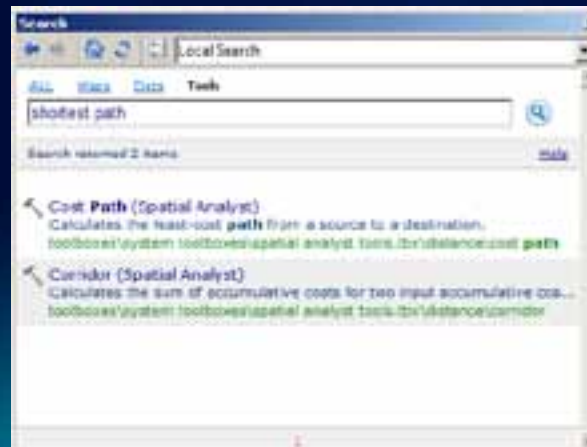 Search
Local Search
ALL Maps Data Tools
shortest path
Search returned 2 items
Help
Cost Path (Spatial Analyst)
Calculates the least-cost path from a source to a destination.
toolboxes\system toolboxes\spatial analyst tools.tbx\distance\cost path
Corridor (Spatial Analyst)
Calculates the sum of accumulative costs for two input accumulative cos...
toolboxes\system toolboxes\spatial analyst tools.tbx\distance\corridor